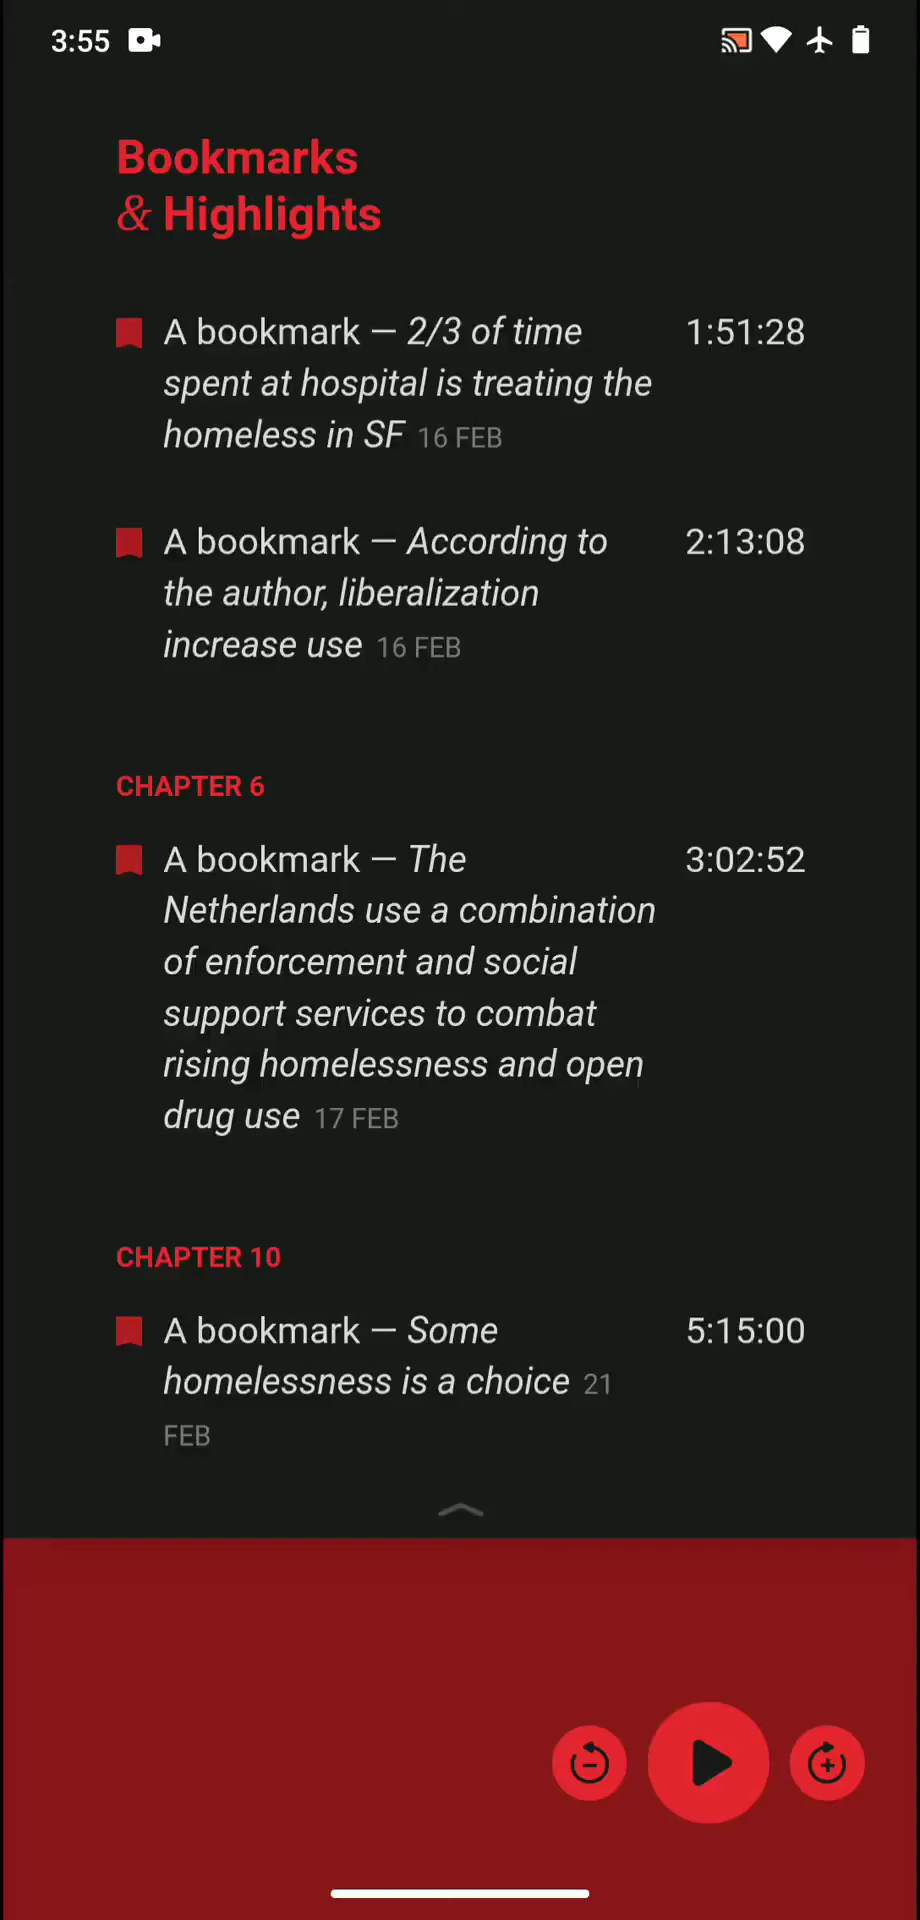 3:55
Bookmarks
& Highlights
A bookmark — 2/3 of time 1:51:28
spent at hospital is treating the
homeless in SF 16 FEB
A bookmark — According to 2:13:08
the author, liberalization
increase use 16 FEB
CHAPTER 6
A bookmark — The 3:02:52
Netherlands use a combination
of enforcement and social
support services to combat
rising homelessness and open
drug use 17 FEB
CHAPTER 10
A bookmark — Some 5:15:00
homelessness is a choice 21
FEB